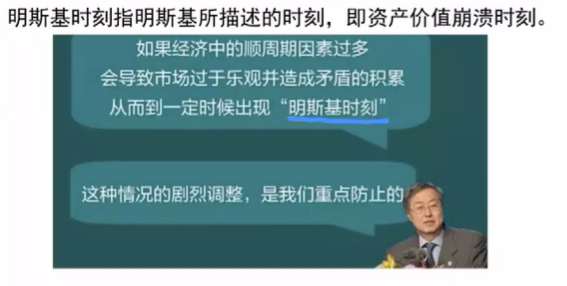 明斯基时刻指明斯基所描述的时刻，即资产价值崩溃时刻。
如果经济中的顺周期因素过多
会导致市场过于乐观并造成矛盾的积累
从而到一定时候出现“明斯基时刻”
这种情况的剧烈调整，是我们重点防止的